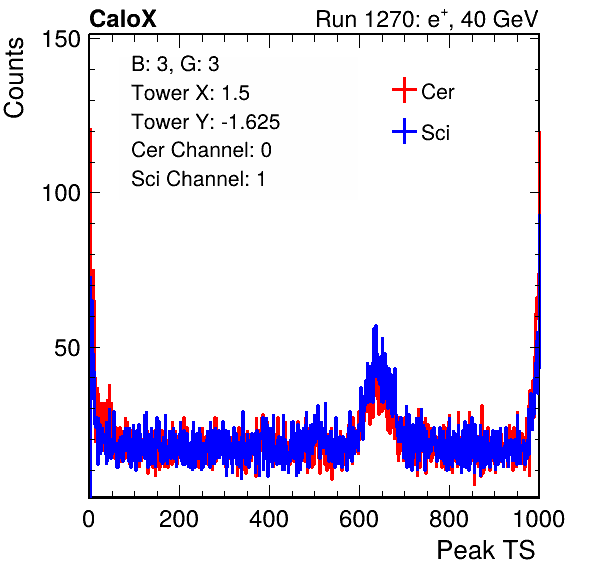 CaloX
Run 1270: e+, 40 GeV
B: 3, G: 3
Tower X: 1.5
Tower Y: -1.625
Cer Channel: 0
Sci Channel: 1
Cer
Sci
Counts
150
100
50
0 200 400 600 800 1000
Peak TS